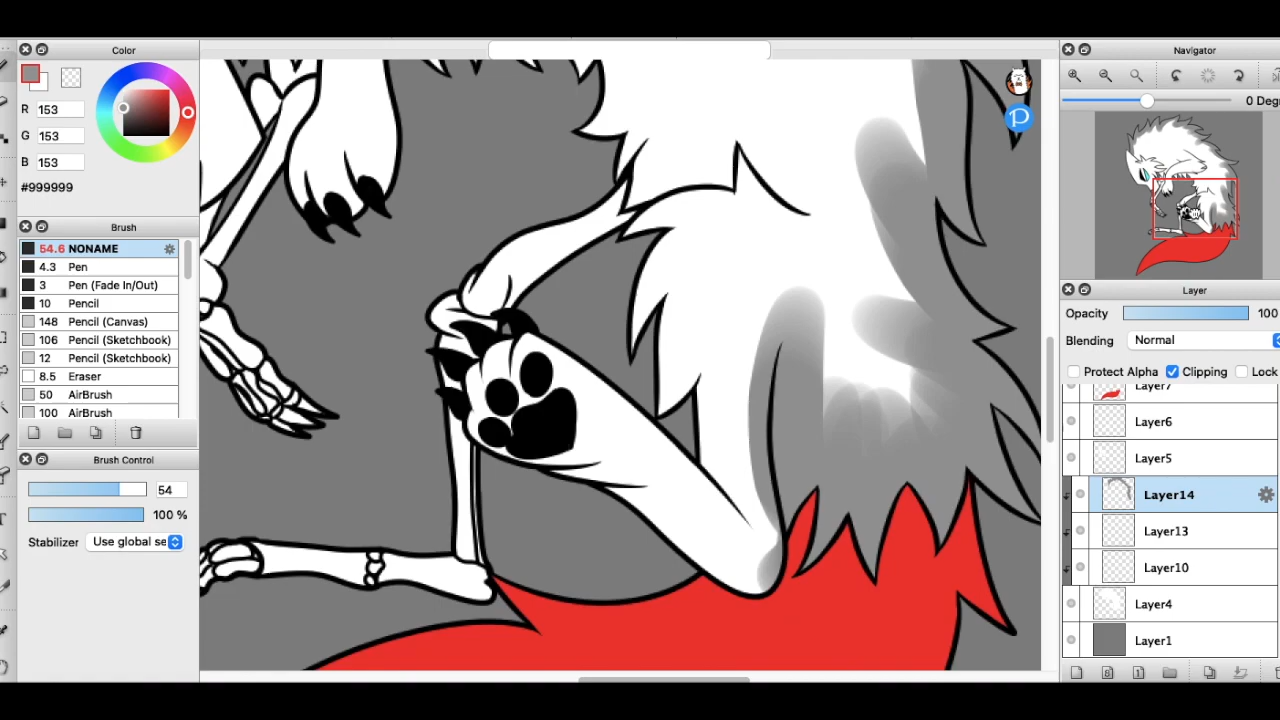 Color
R 153
G 153
B 153
#999999
Brush
54.6 NONAME
4.3 Pen
3 Pen (Fade In/Out)
10 Pencil
148 Pencil (Canvas)
106 Pencil (Sketchbook)
12 Pencil (Sketchbook)
8.5 Eraser
50 AirBrush
100 AirBrush
Brush Control
54
100 %
Stabilizer Use global se
P
Navigator
0 Deg
Layer
Opacity 100
Blending Normal
Protect Alpha Clipping Lock
Layer7
Layer6
Layer5
Layer14
Layer13
Layer10
Layer4
Layer1